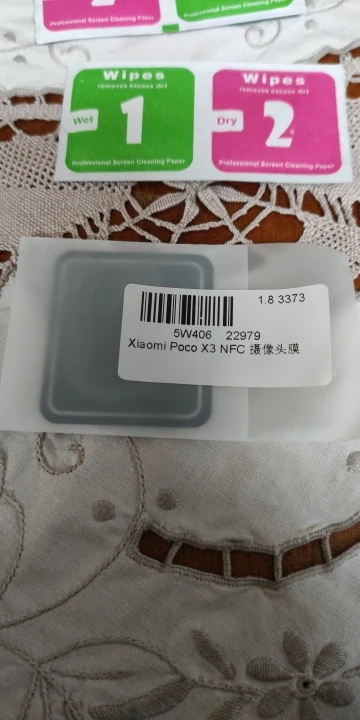 Wipes
removes excess dirt
Wet
1
Professional Screen Cleaning Paper
Wipes
removes excess dirt
Dry
2
Professional Screen Cleaning Paper
1.8 3373
5W406 22979
Xiaomi Poco X3 NFC 摄像头膜